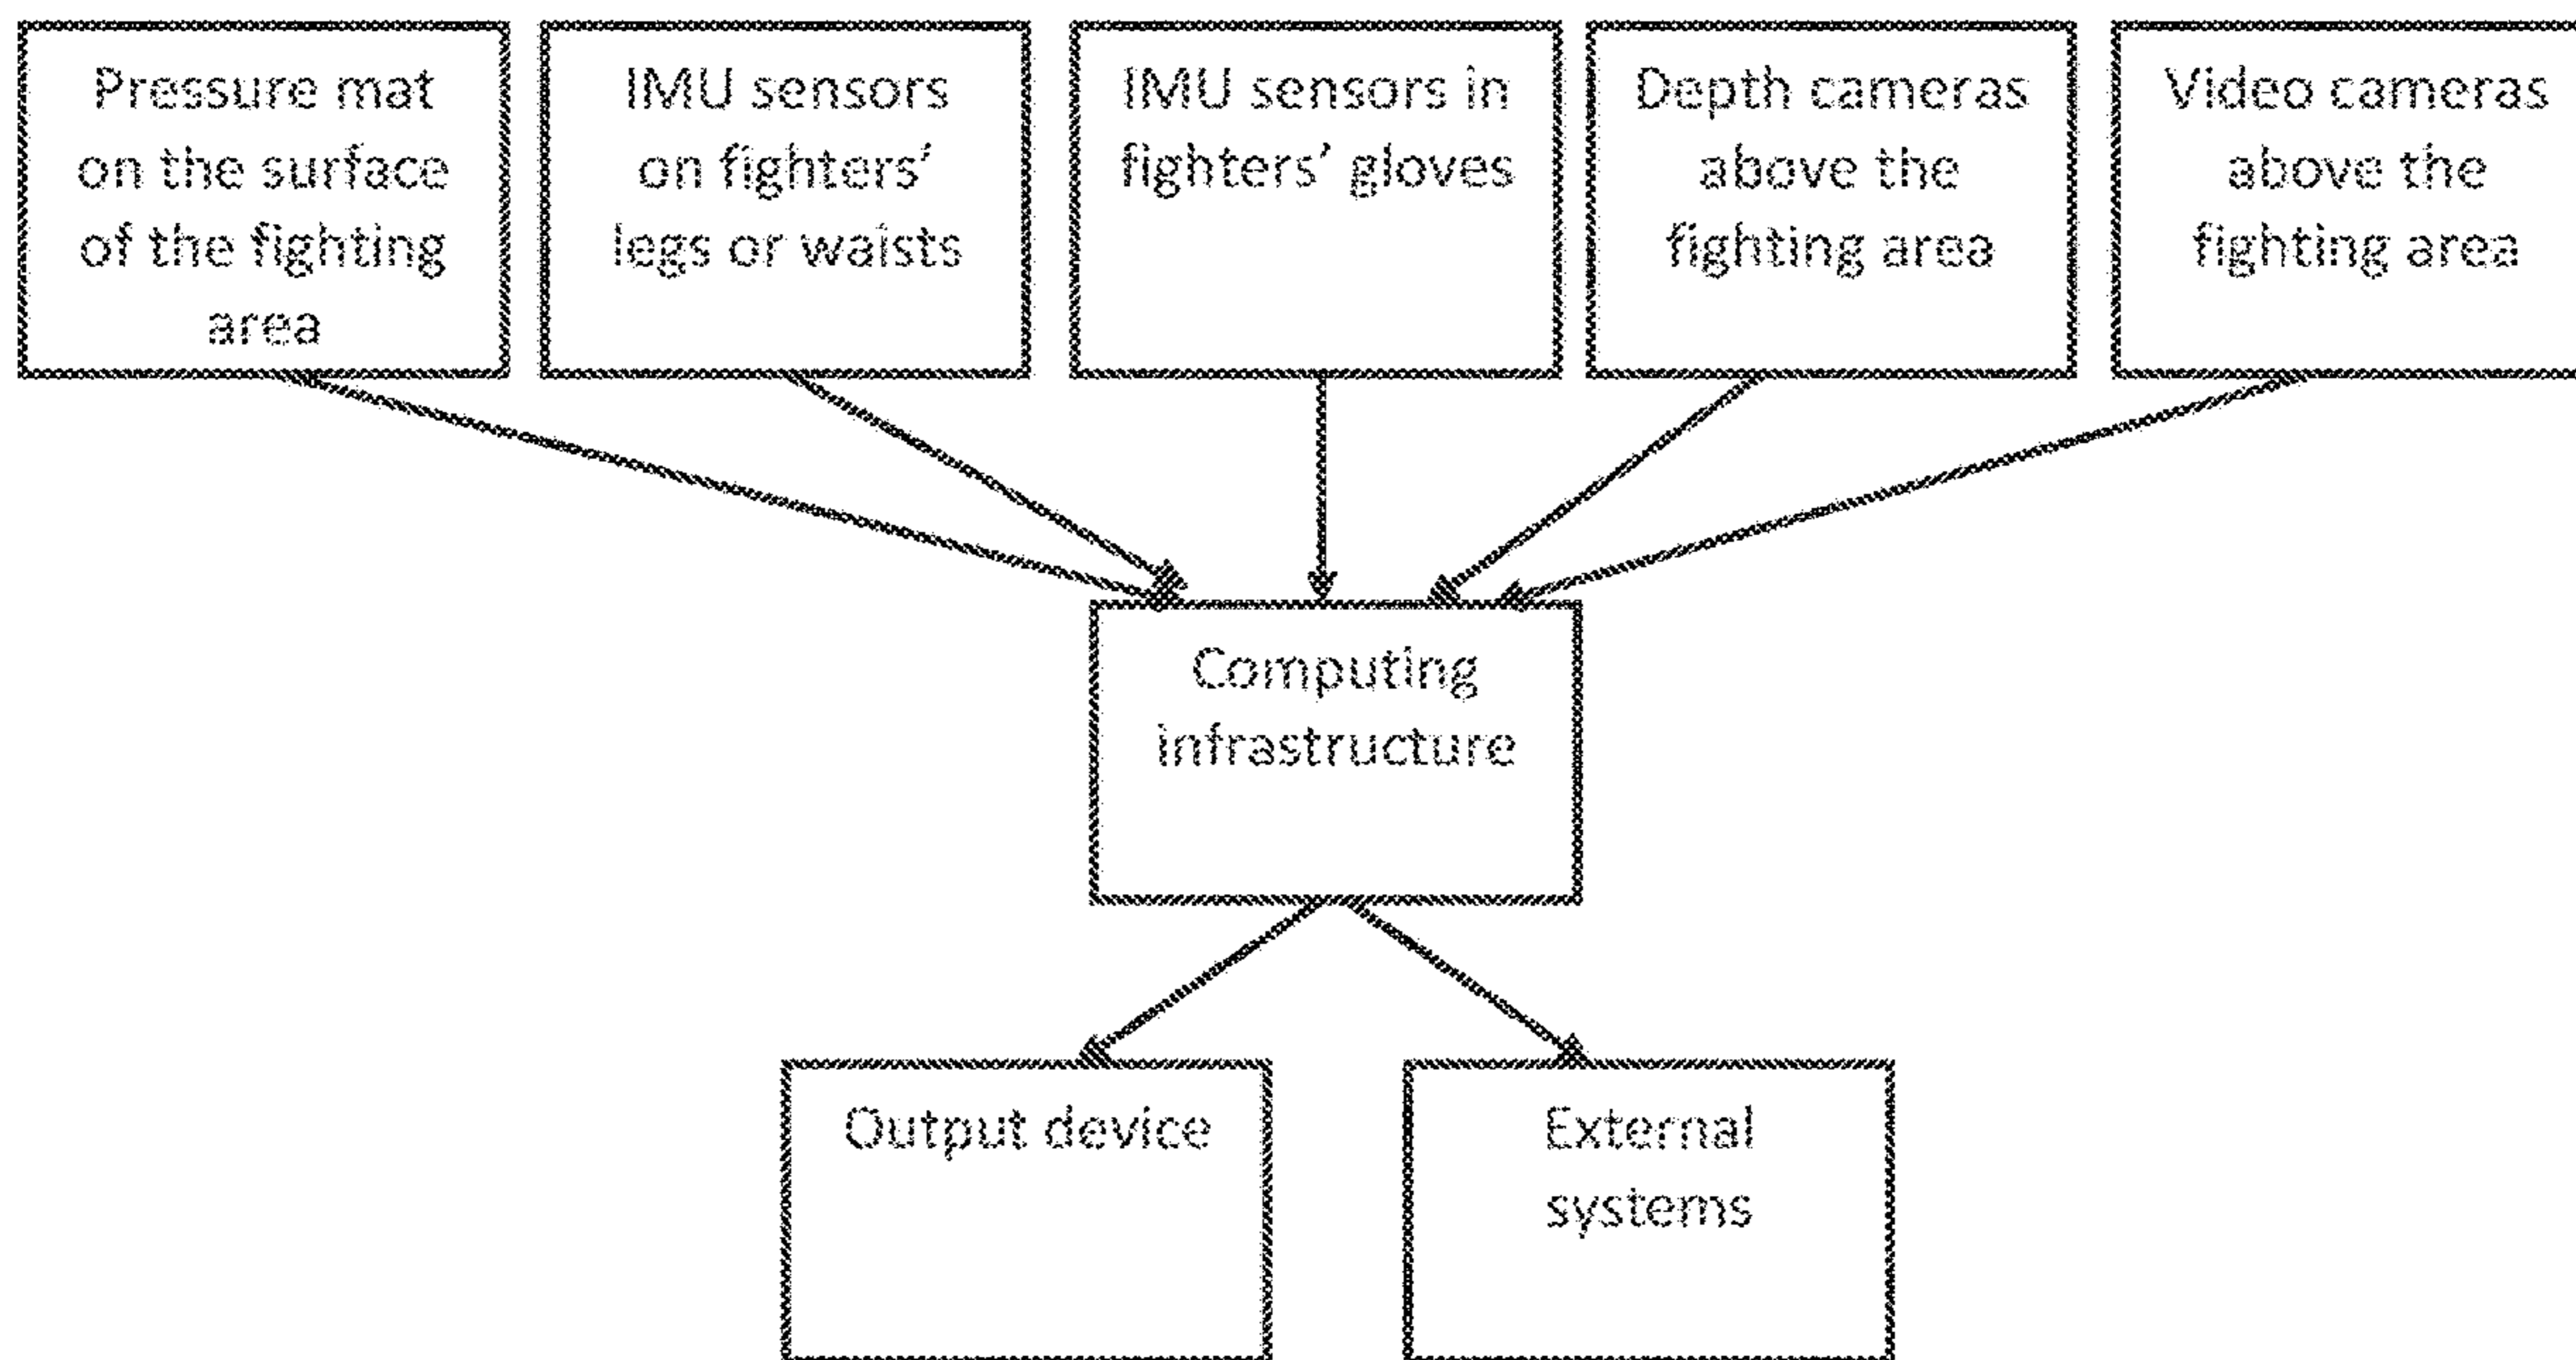 Pressure mat
on the surface
of the fighting
area
IMU sensors
on fighters'
legs or waists
IMU sensors in
fighters' gloves
Depth cameras
above the
fighting area
Video cameras
above the
fighting area
Computing
infrastructure
Output device
External
systems